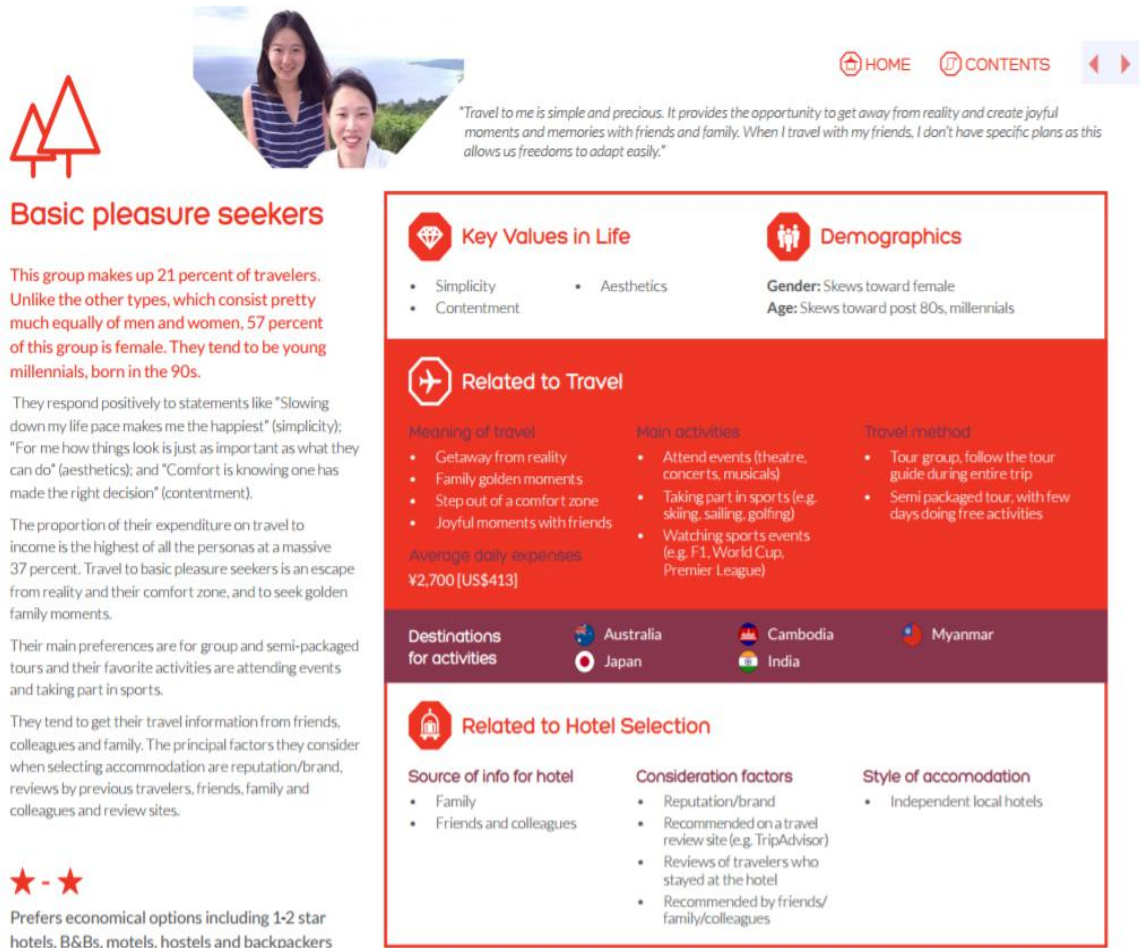 HOME
CONTENTS
"Travel to me is simple and precious. It provides the opportunity to get away from reality and create joyful
moments and memories with friends and family. When I travel with my friends, I don't have specific plans as this
allows us freedoms to adapt easily."
Basic pleasure seekers
This group makes up 21 percent of travelers.
Unlike the other types, which consist pretty
much equally of men and women, 57 percent
of this group is female. They tend to be young
millennials, born in the 90s.
They respond positively to statements like "Slowing
down my life pace makes me the happiest" (simplicity);
"For me how things look is just as important as what they
can do" (aesthetics); and "Comfort is knowing one has
made the right decision" (contentment).
The proportion of their expenditure on travel to
income is the highest of all the personas at a massive
37 percent. Travel to basic pleasure seekers is an escape
from reality and their comfort zone, and to seek golden
family moments.
Their main preferences are for group and semi-packaged
tours and their favorite activities are attending events
and taking part in sports.
They tend to get their travel information from friends,
colleagues and family. The principal factors they consider
when selecting accommodation are reputation/brand,
reviews by previous travelers, friends, family and
colleagues and review sites.
★ - ★
Prefers economical options including 1-2 star
hotels, B&Bs, motels, hostels and backpackers
Key Values in Life
• Simplicity
• Contentment
• Aesthetics
Demographics
Gender: Skews toward female
Age: Skews toward post 80s, millennials
Related to Travel
Meaning of travel
• Getaway from reality
• Family golden moments
• Step out of a comfort zone
• Joyful moments with friends
Average daily expenses
¥2,700 [US$413]
Main activities
• Attend events (theatre,
concerts, musicals)
• Taking part in sports (e.g.
skiing, sailing, golfing)
• Watching sports events
(e.g. F1, World Cup,
Premier League)
Travel method
• Tour group, follow the tour
guide during entire trip
• Semi packaged tour, with few
days doing free activities
Destinations
for activities
Australia
Japan
Cambodia
India
Myanmar
Related to Hotel Selection
Source of info for hotel
• Family
• Friends and colleagues
Consideration factors
• Reputation/brand
• Recommended on a travel
review site (e.g. TripAdvisor)
• Reviews of travelers who
stayed at the hotel
• Recommended by friends/
family/colleagues
Style of accomodation
• Independent local hotels